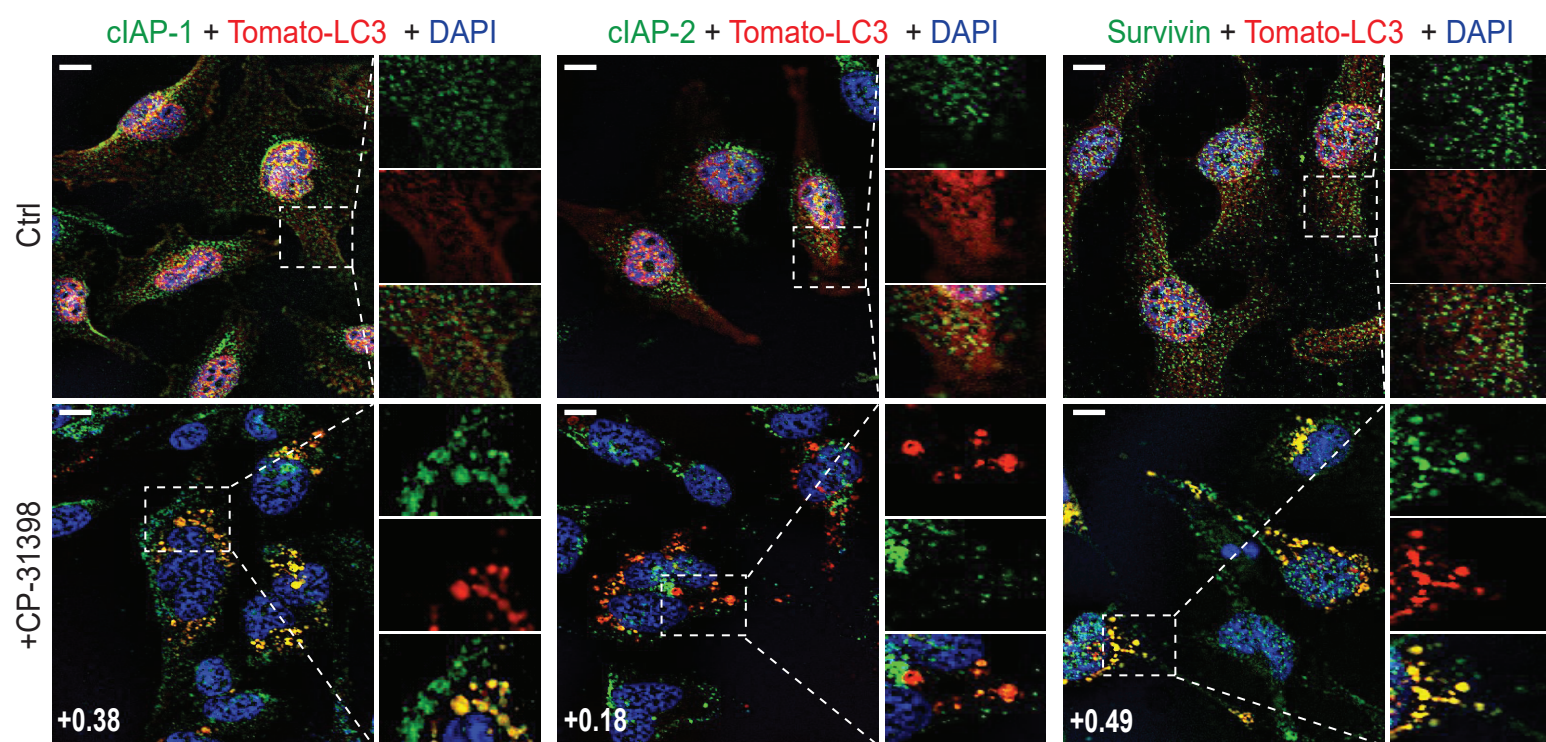 cIAP-1 + Tomato-LC3 + DAPI
cIAP-2 + Tomato-LC3 + DAPI
Survivin + Tomato-LC3 + DAPI
Ctrl
+CP-31398
+0.38
+0.18
+0.49